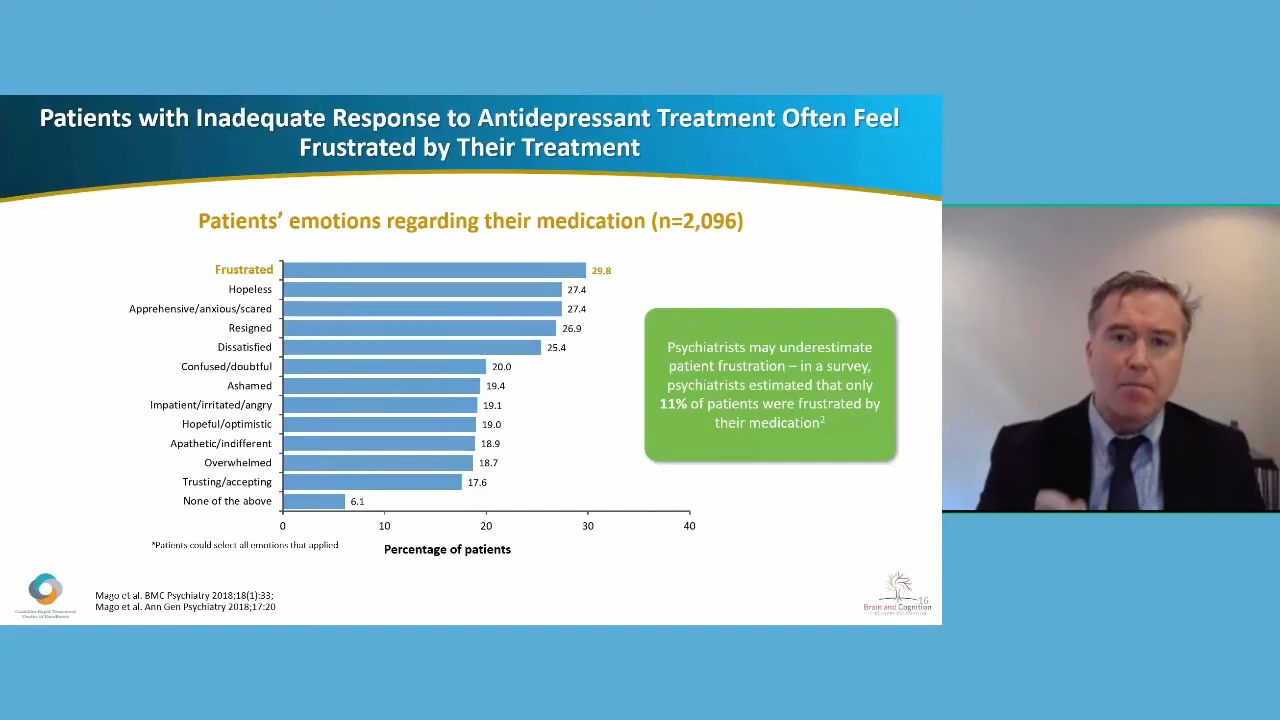 Patients with Inadequate Response to Antidepressant Treatment Often Feel
Frustrated by Their Treatment
Patients’ emotions regarding their medication (n=2,096)
Frustrated 29.8
Hopeless 27.4
Apprehensive/anxious/scared 27.4
Resigned 26.9
Dissatisfied 25.4
Confused/doubtful 20.0
Ashamed 19.4
Impatient/irritated/angry 19.1
Hopeful/optimistic 19.0
Apathetic/indifferent 18.9
Overwhelmed 18.7
Trusting/accepting 17.6
None of the above 6.1
0 10 20 30 40
*Patients could select all emotions that applied
Percentage of patients
Psychiatrists may underestimate
patient frustration – in a survey,
psychiatrists estimated that only
11% of patients were frustrated by
their medication2
Mago et al. BMC Psychiatry 2018;18(1):33;
Mago et al. Ann Gen Psychiatry 2018;17:20
16
Brain and Cognition